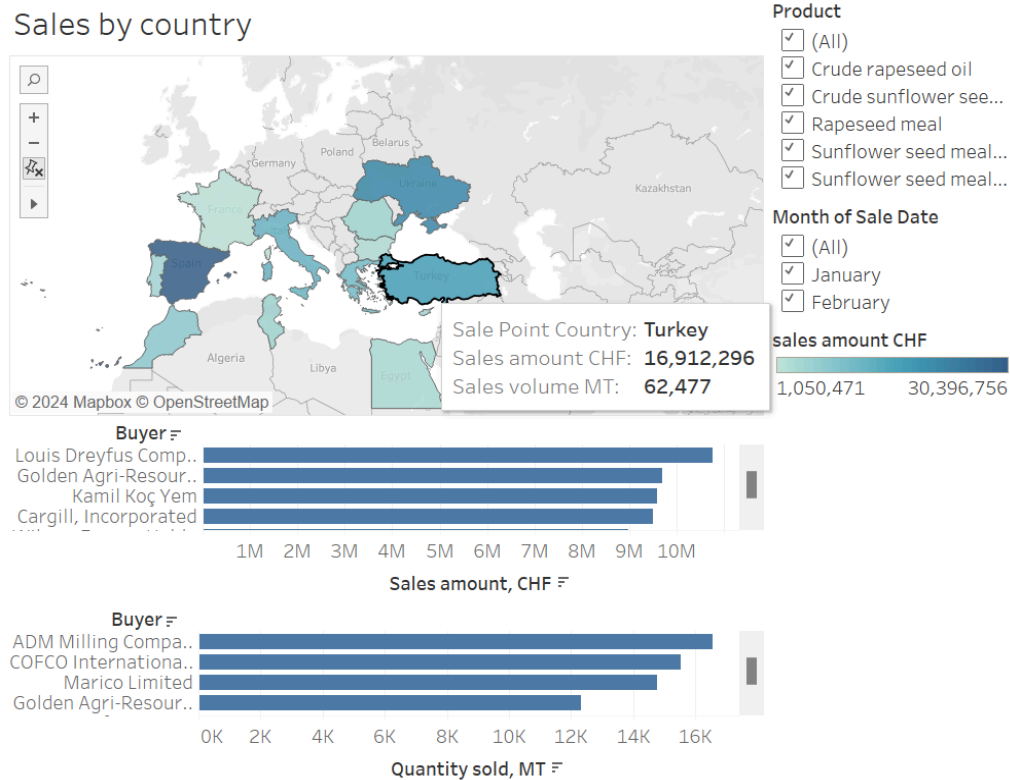 Sales by country
Germany
Poland
Belarus
Ukraine
Kazakhstan
France
Italy
Spain
Turkey
Algeria
Libya
Egypt
© 2024 Mapbox © OpenStreetMap
Sale Point Country: Turkey
Sales amount CHF: 16,912,296
Sales volume MT: 62,477
Product
(All)
Crude rapeseed oil
Crude sunflower see...
Rapeseed meal
Sunflower seed meal...
Sunflower seed meal...
Month of Sale Date
(All)
January
February
sales amount CHF
1,050,471 30,396,756
Buyer
Louis Dreyfus Comp..
Golden Agri-Resour..
Kamil Koç Yem
Cargill, Incorporated
1M 2M 3M 4M 5M 6M 7M 8M 9M 10M
Sales amount, CHF
Buyer
ADM Milling Compa..
COFCO Internationa..
Marico Limited
Golden Agri-Resour..
0K 2K 4K 6K 8K 10K 12K 14K 16K
Quantity sold, MT